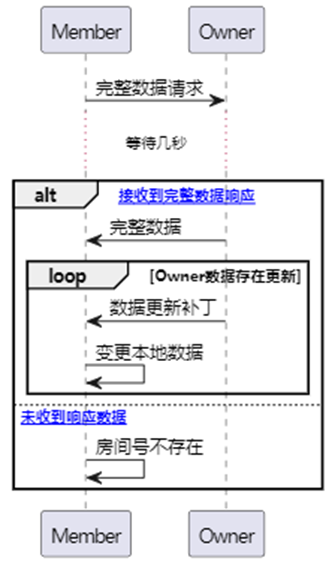 Member Owner
完整数据请求
等待几秒
alt 接收到完整数据响应
完整数据
loop [Owner数据存在更新]
数据更新补丁
变更本地数据
未收到响应数据
房间号不存在
Member Owner